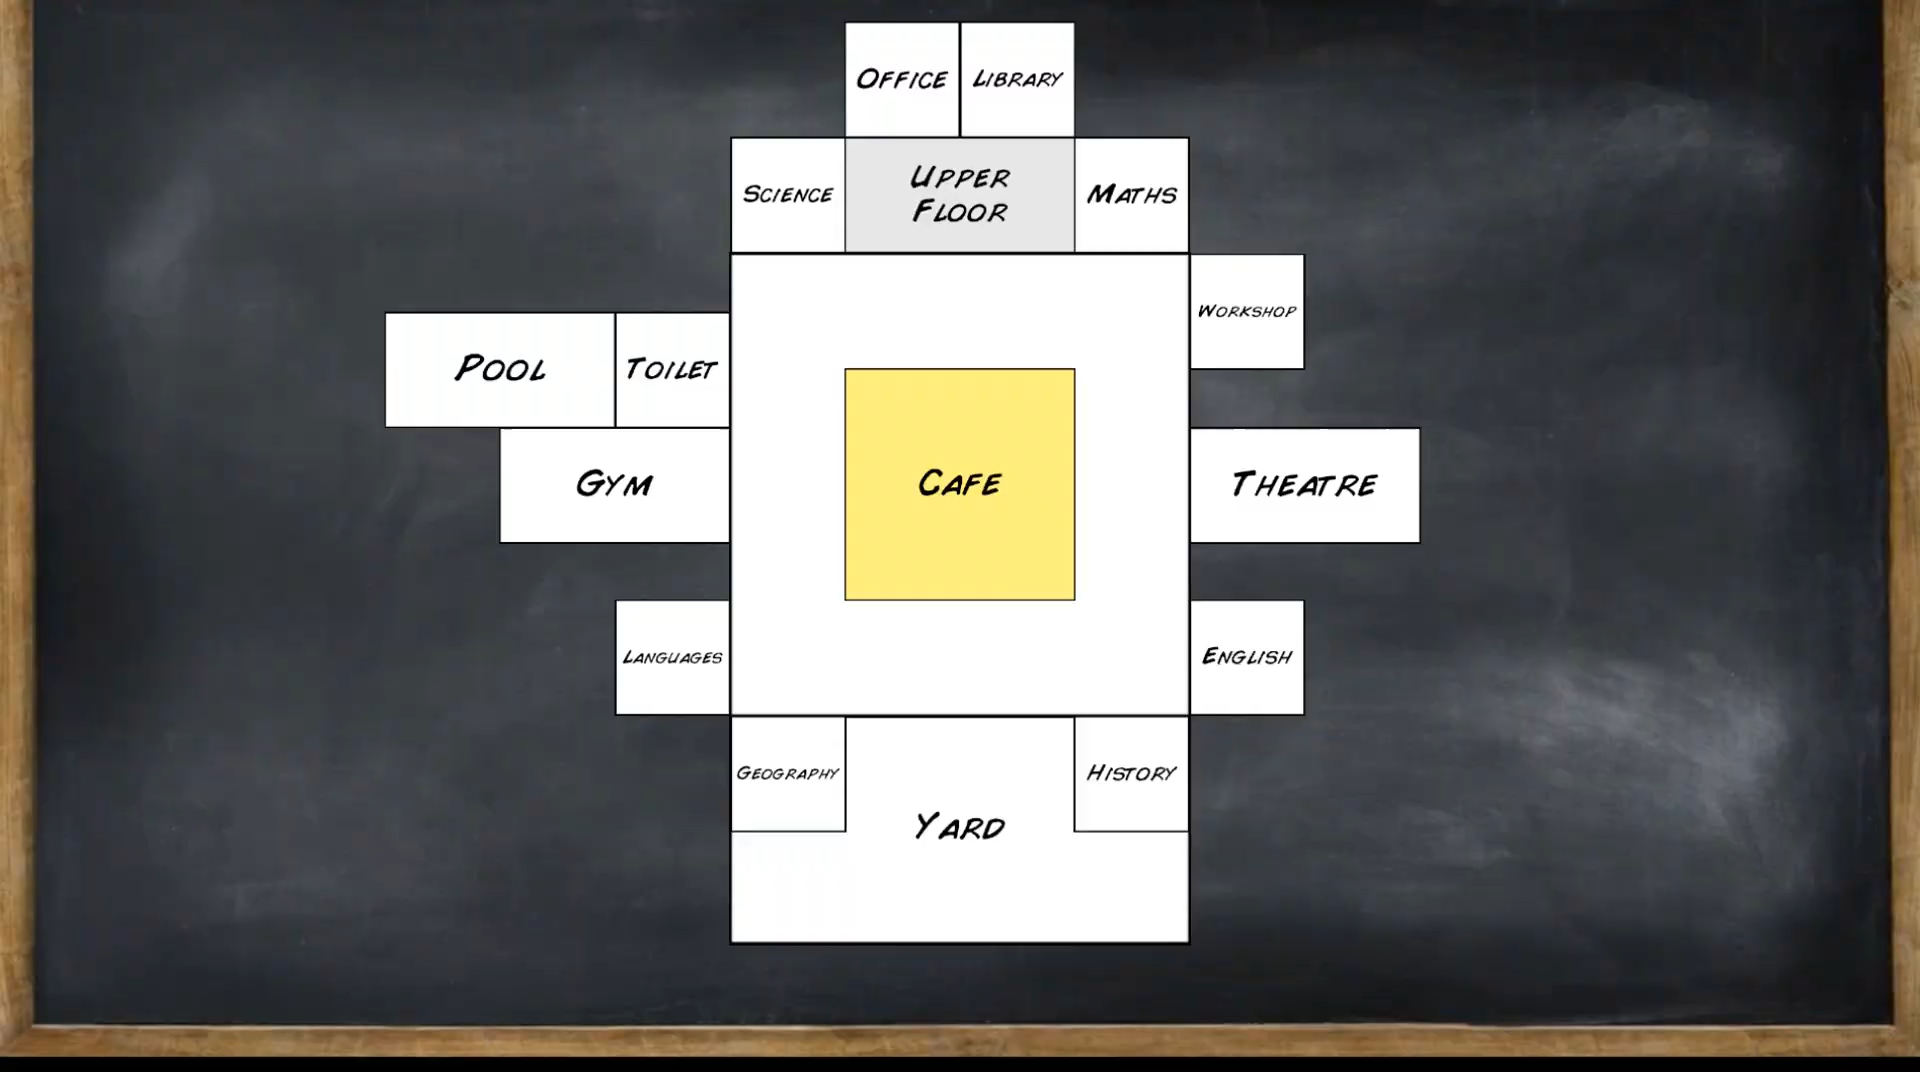 Office
Library
Science
Upper
Floor
Maths
Workshop
Pool
Toilet
Gym
Cafe
Theatre
Languages
English
Geography
History
Yard